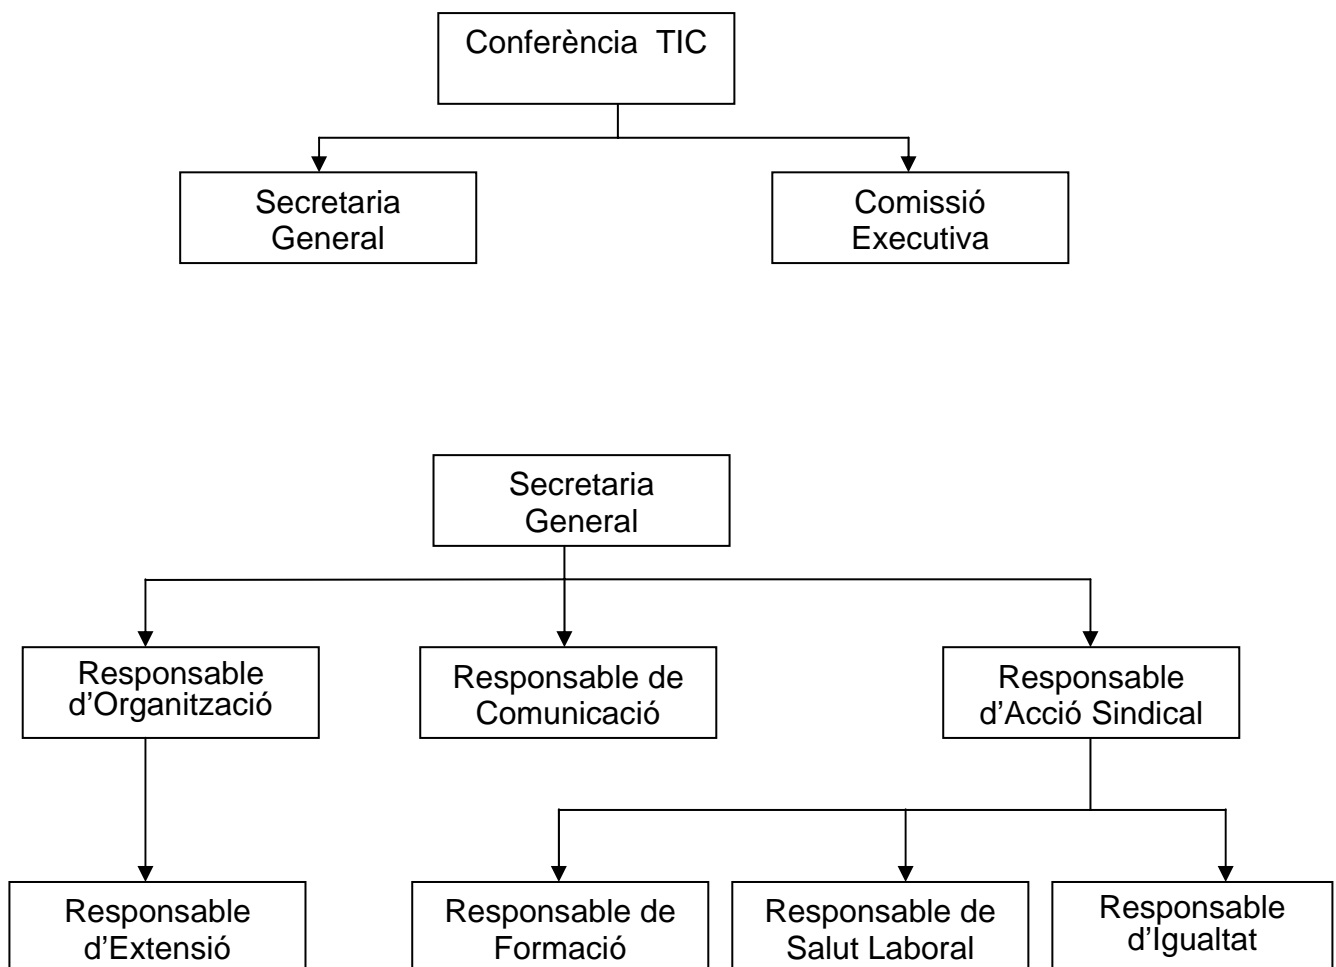 Conferència TIC
Secretaria
General
Comissió
Executiva
Secretaria
General
Responsable
d’Organització
Responsable de
Comunicació
Responsable
d’Acció Sindical
Responsable
d’Extensió
Responsable de
Formació
Responsable de
Salut Laboral
Responsable
d’Igualtat